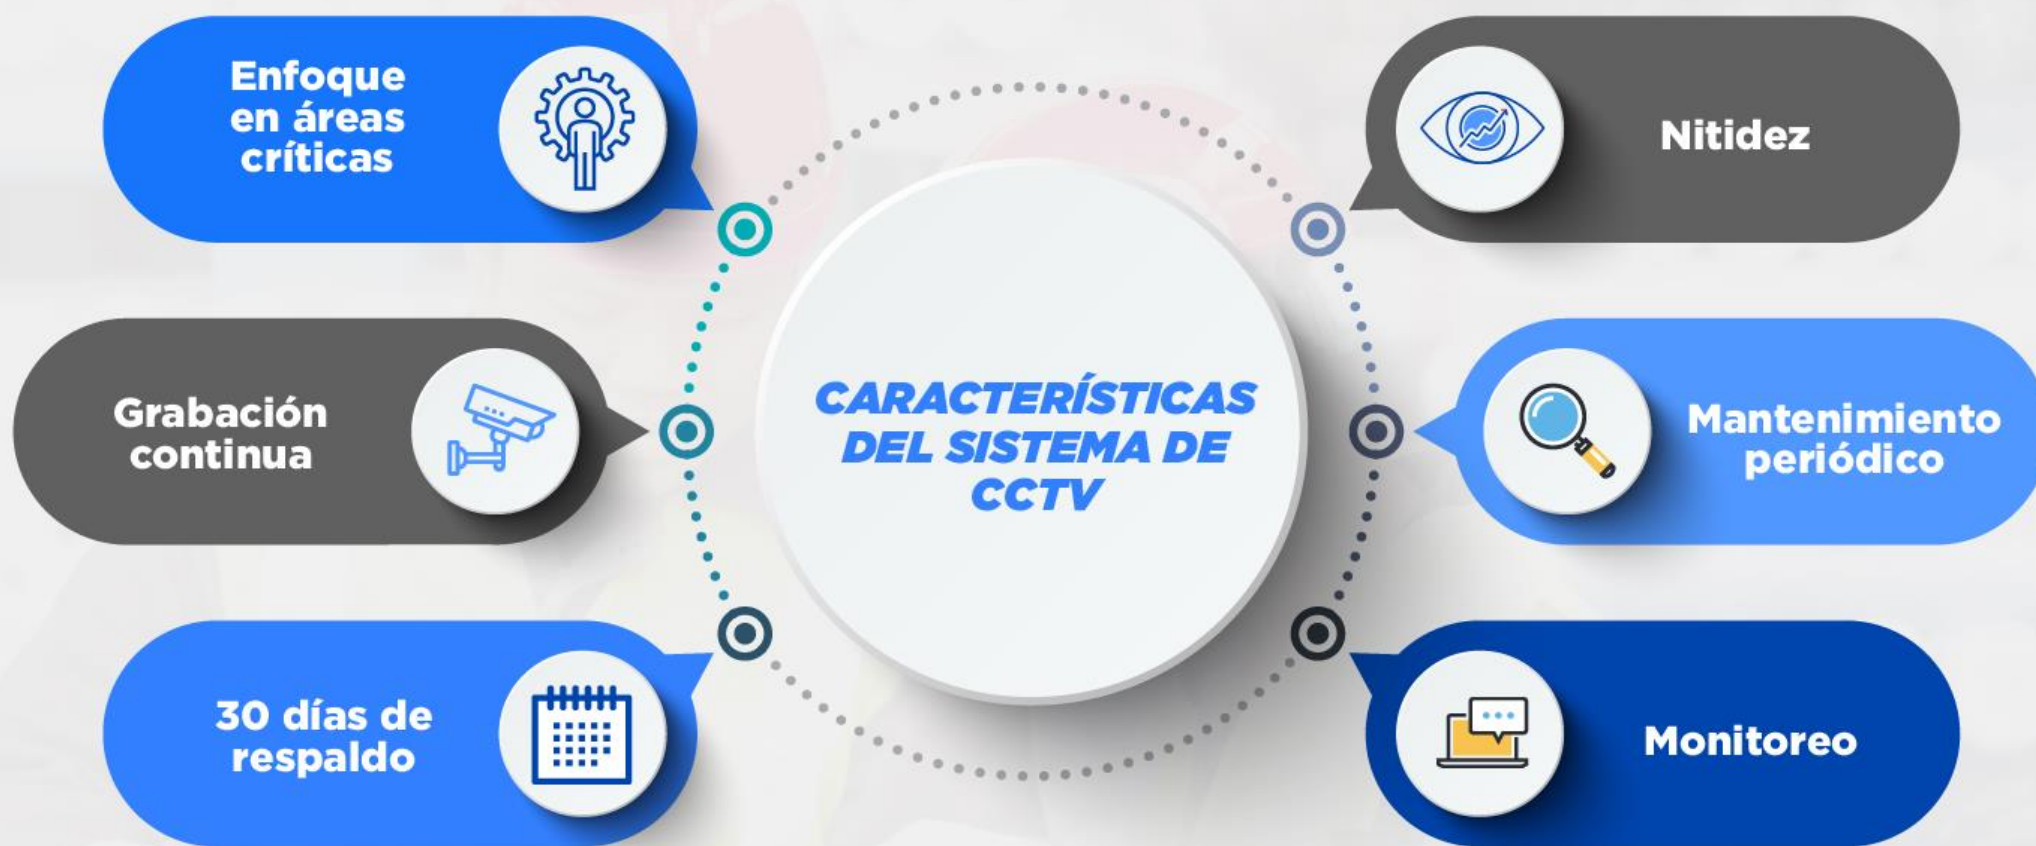 Enfoque
en áreas
críticas
Nitidez
Grabación
continua
CARACTERÍSTICAS
DEL SISTEMA DE
CCTV
Mantenimiento
periódico
30 días de
respaldo
Monitoreo